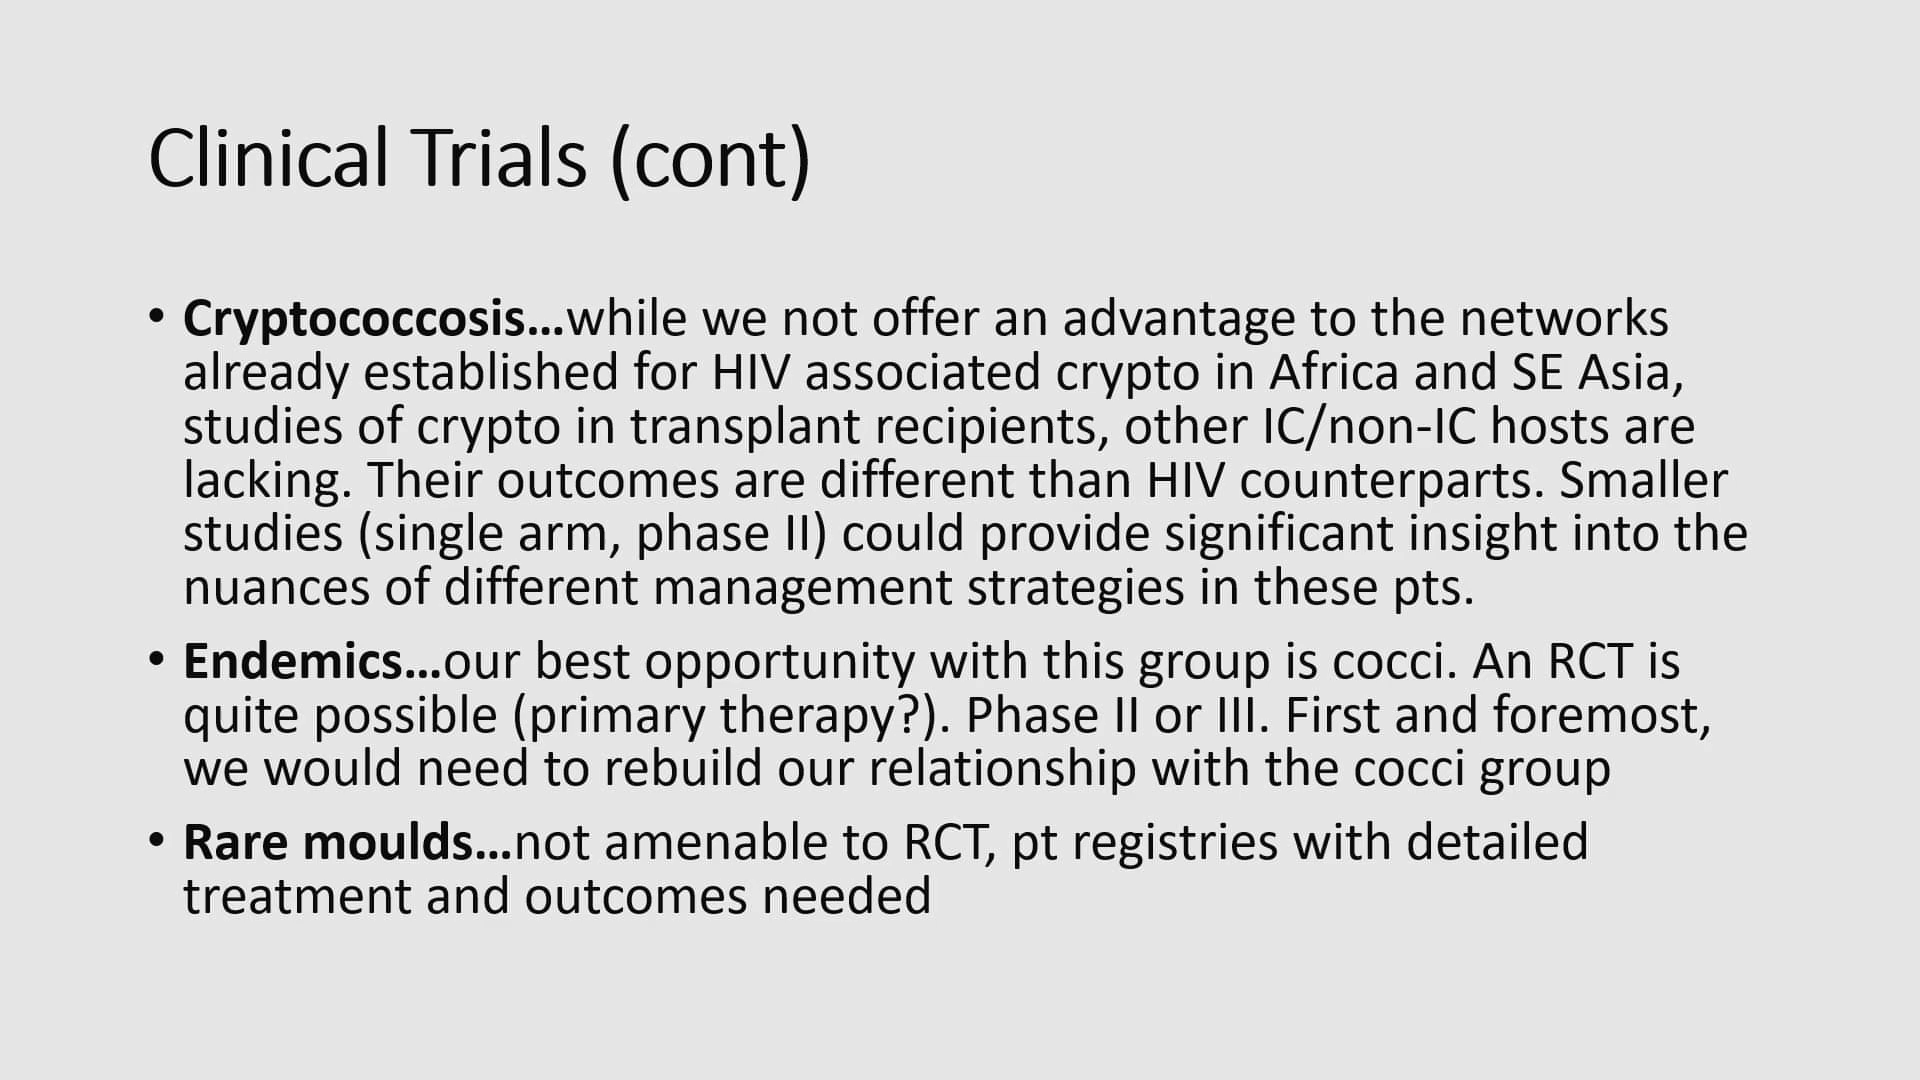 Clinical Trials (cont)
• Cryptococcosis…while we not offer an advantage to the networks
already established for HIV associated crypto in Africa and SE Asia,
studies of crypto in transplant recipients, other IC/non-IC hosts are
lacking. Their outcomes are different than HIV counterparts. Smaller
studies (single arm, phase II) could provide significant insight into the
nuances of different management strategies in these pts.
• Endemics…our best opportunity with this group is cocci. An RCT is
quite possible (primary therapy?). Phase II or III. First and foremost,
we would need to rebuild our relationship with the cocci group
• Rare moulds…not amenable to RCT, pt registries with detailed
treatment and outcomes needed